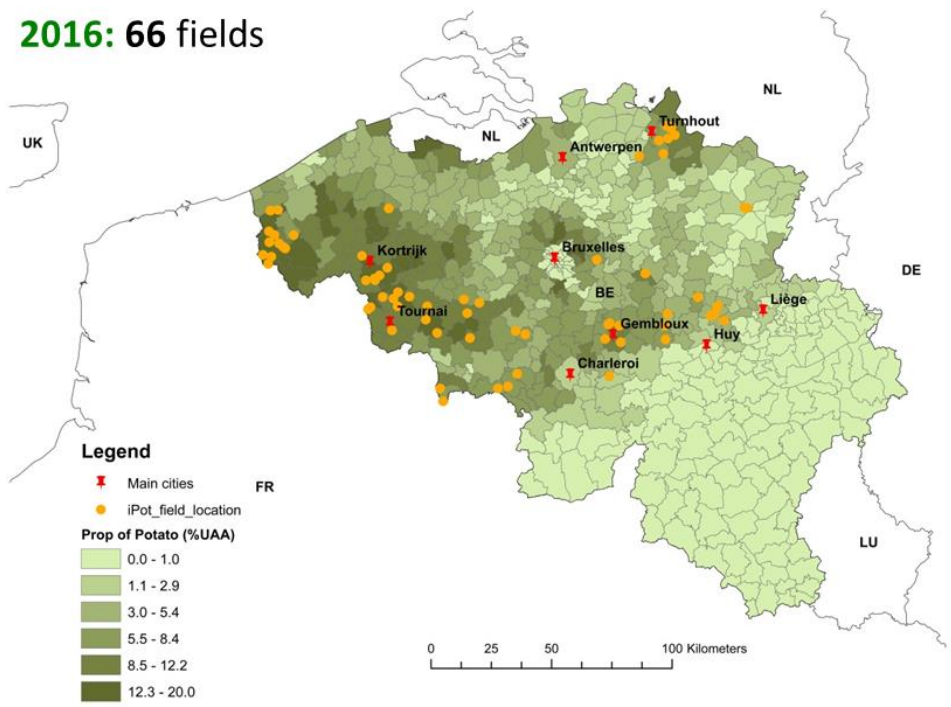 2016: 66 fields
NL
UK
NL
Turnhout
Antwerpen
Kortrijk
Bruxelles
DE
BE
Liège
Tournai
Gembloux
Huy
Charleroi
Legend
Main cities
FR
iPot_field_location
Prop of Potato (%UAA)
LU
0.0 - 1.0
1.1 - 2.9
3.0 - 5.4
5.5 - 8.4
8.5 - 12.2
12.3 - 20.0
0 25 50 100 Kilometers